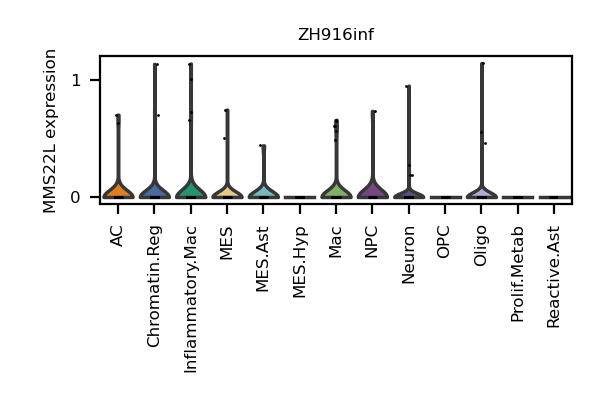 ZH916inf
MMS22L expression
1
0
AC
Chromatin.Reg
Inflammatory.Mac
MES
MES.Ast
MES.Hyp
Mac
NPC
Neuron
OPC
Oligo
Prolif.Metab
Reactive.Ast